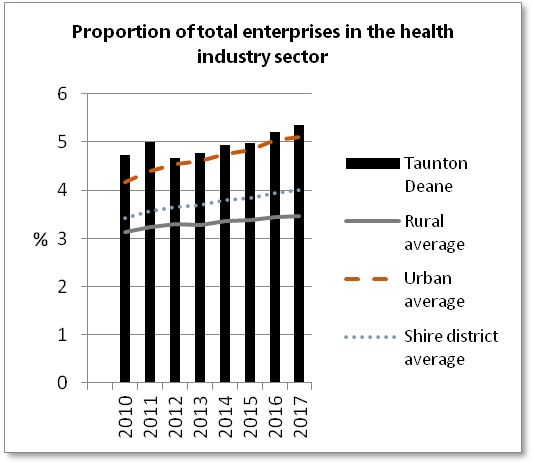 Proportion of total enterprises in the health
industry sector
6
5
4
3
2
1
0
%
2010
2011
2012
2013
2014
2015
2016
2017
Taunton
Deane
Rural
average
Urban
average
Shire district
average